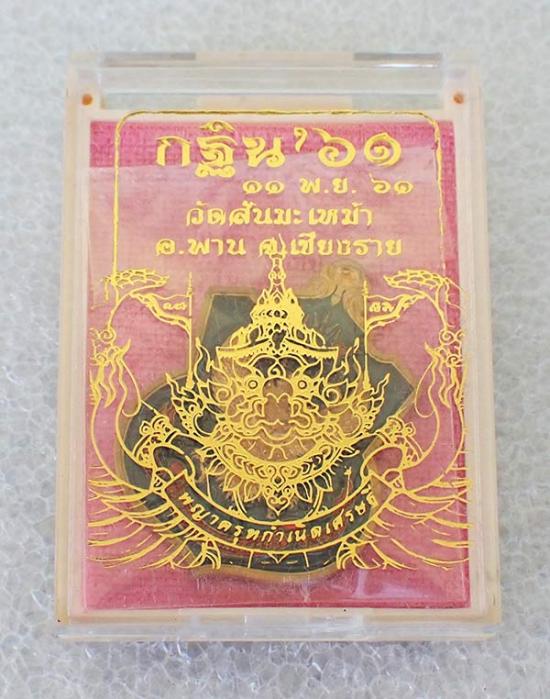 กฐิน'๖๑
๑๑ พ.ย. ๖๑
วัดสันมะเหม้า
อ.พาน จ.เชียงราย
พญาครุฑกำเนิดเศรษฐี